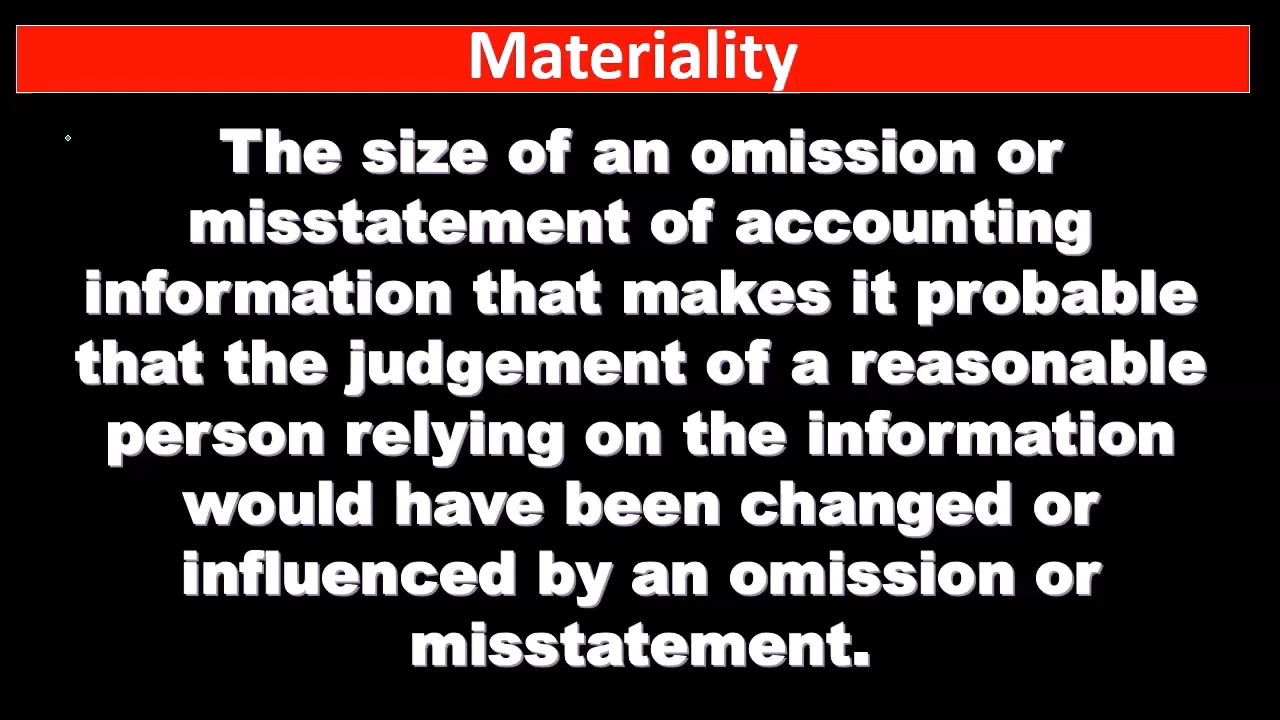 Materiality
The size of an omission or
misstatement of accounting
information that makes it probable
that the judgement of a reasonable
person relying on the information
would have been changed or
influenced by an omission or
misstatement.